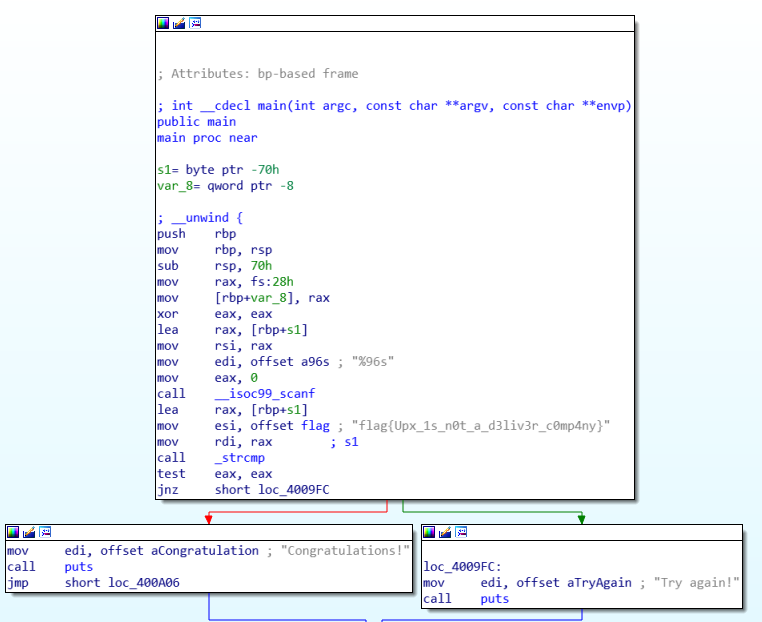 ; Attributes: bp-based frame
; int __cdecl main(int argc, const char **argv, const char **envp)
public main
main proc near
s1= byte ptr -70h
var_8= qword ptr -8
; __unwind {
push    rbp
mov     rbp, rsp
sub     rsp, 70h
mov     rax, fs:28h
mov     [rbp+var_8], rax
xor     eax, eax
lea     rax, [rbp+s1]
mov     rsi, rax
mov     edi, offset a96s ; "%96s"
mov     eax, 0
call    __isoc99_scanf
lea     rax, [rbp+s1]
mov     esi, offset flag ; "flag{Upx_1s_n0t_a_d3liv3r_c0mp4ny}"
mov     rdi, rax        ; s1
call    _strcmp
test    eax, eax
jnz     short loc_4009FC
mov     edi, offset aCongratulation ; "Congratulations!"
call    puts
jmp     short loc_400A06
loc_4009FC:
mov     edi, offset aTryAgain ; "Try again!"
call    puts